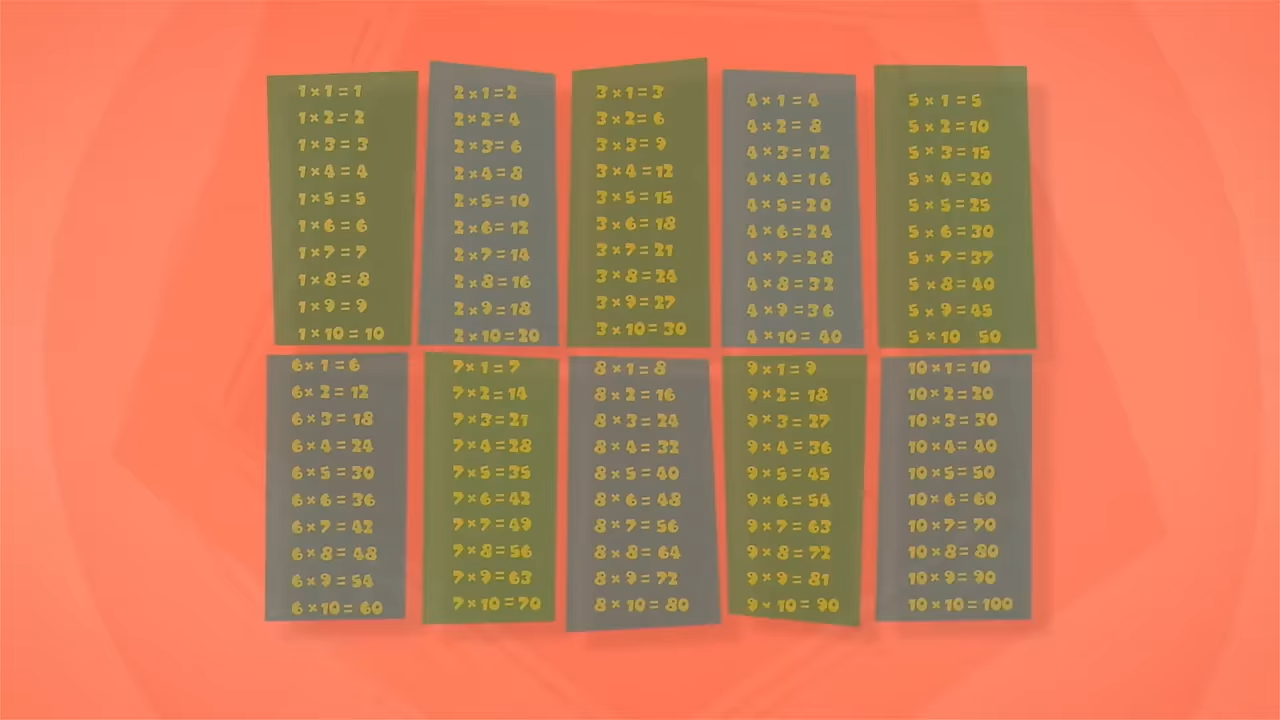 1 × 1 = 1
1 × 2 = 2
1 × 3 = 3
1 × 4 = 4
1 × 5 = 5
1 × 6 = 6
1 × 7 = 7
1 × 8 = 8
1 × 9 = 9
1 × 10 = 10
2 × 1 = 2
2 × 2 = 4
2 × 3 = 6
2 × 4 = 8
2 × 5 = 10
2 × 6 = 12
2 × 7 = 14
2 × 8 = 16
2 × 9 = 18
2 × 10 = 20
3 × 1 = 3
3 × 2 = 6
3 × 3 = 9
3 × 4 = 12
3 × 5 = 15
3 × 6 = 18
3 × 7 = 21
3 × 8 = 24
3 × 9 = 27
3 × 10 = 30
4 × 1 = 4
4 × 2 = 8
4 × 3 = 12
4 × 4 = 16
4 × 5 = 20
4 × 6 = 24
4 × 7 = 28
4 × 8 = 32
4 × 9 = 36
4 × 10 = 40
5 × 1 = 5
5 × 2 = 10
5 × 3 = 15
5 × 4 = 20
5 × 5 = 25
5 × 6 = 30
5 × 7 = 37
5 × 8 = 40
5 × 9 = 45
5 × 10 50
6 × 1 = 6
6 × 2 = 12
6 × 3 = 18
6 × 4 = 24
6 × 5 = 30
6 × 6 = 36
6 × 7 = 42
6 × 8 = 48
6 × 9 = 54
6 × 10 = 60
7 × 1 = 7
7 × 2 = 14
7 × 3 = 21
7 × 4 = 28
7 × 5 = 35
7 × 6 = 42
7 × 7 = 49
7 × 8 = 56
7 × 9 = 63
7 × 10 = 70
8 × 1 = 8
8 × 2 = 16
8 × 3 = 24
8 × 4 = 32
8 × 5 = 40
8 × 6 = 48
8 × 7 = 56
8 × 8 = 64
8 × 9 = 72
8 × 10 = 80
9 × 1 = 9
9 × 2 = 18
9 × 3 = 27
9 × 4 = 36
9 × 5 = 45
9 × 6 = 54
9 × 7 = 63
9 × 8 = 72
9 × 9 = 81
9 × 10 = 90
10 × 1 = 10
10 × 2 = 20
10 × 3 = 30
10 × 4 = 40
10 × 5 = 50
10 × 6 = 60
10 × 7 = 70
10 × 8 = 80
10 × 9 = 90
10 × 10 = 100